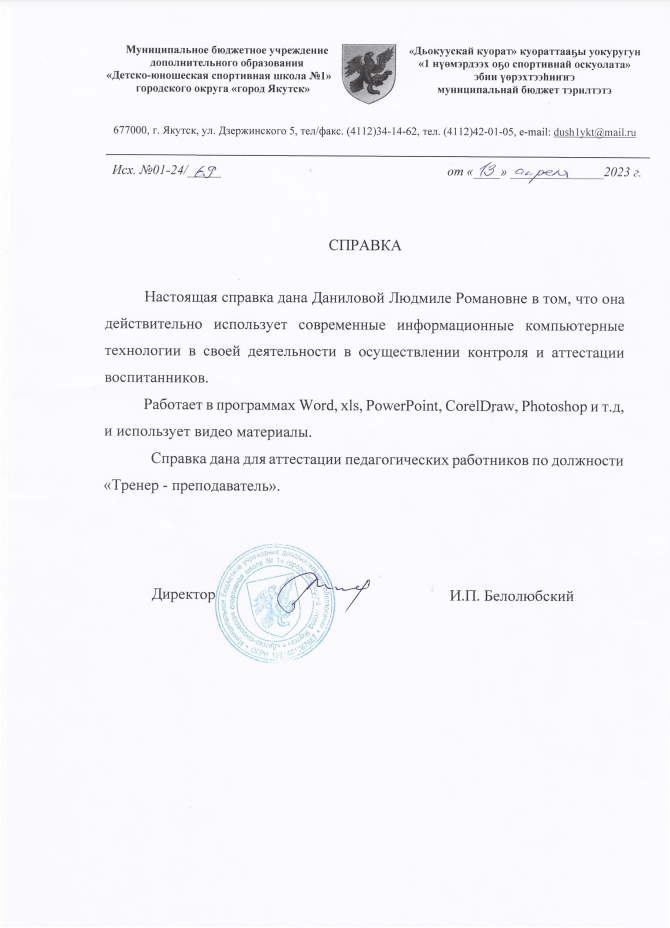 Муниципальное бюджетное учреждение
дополнительного образования
«Детско-юношеская спортивная школа №1»
городского округа «город Якутск»
«Дьокуускай куорат» куораттааҕы уокуругун
«1 нүөмэрдээх оҕо спортивнай оскуолата»
эбии үөрэхтээһиҥҥэ
муниципальнай бюджет тэрилтэтэ
677000, г. Якутск, ул. Дзержинского 5, тел/факс. (4112)34-14-62, тел. (4112)42-01-05, e-mail: dush1ykt@mail.ru
Исх. №01-24/ 69 от « 13 » апреля 2023 г.
СПРАВКА
Настоящая справка дана Даниловой Людмиле Романовне в том, что она
действительно использует современные информационные компьютерные
технологии в своей деятельности в осуществлении контроля и аттестации
воспитанников.
Работает в программах Word, xls, PowerPoint, CorelDraw, Photoshop и т.д,
и использует видео материалы.
Справка дана для аттестации педагогических работников по должности
«Тренер - преподаватель».
Директор И.П. Белолюбский